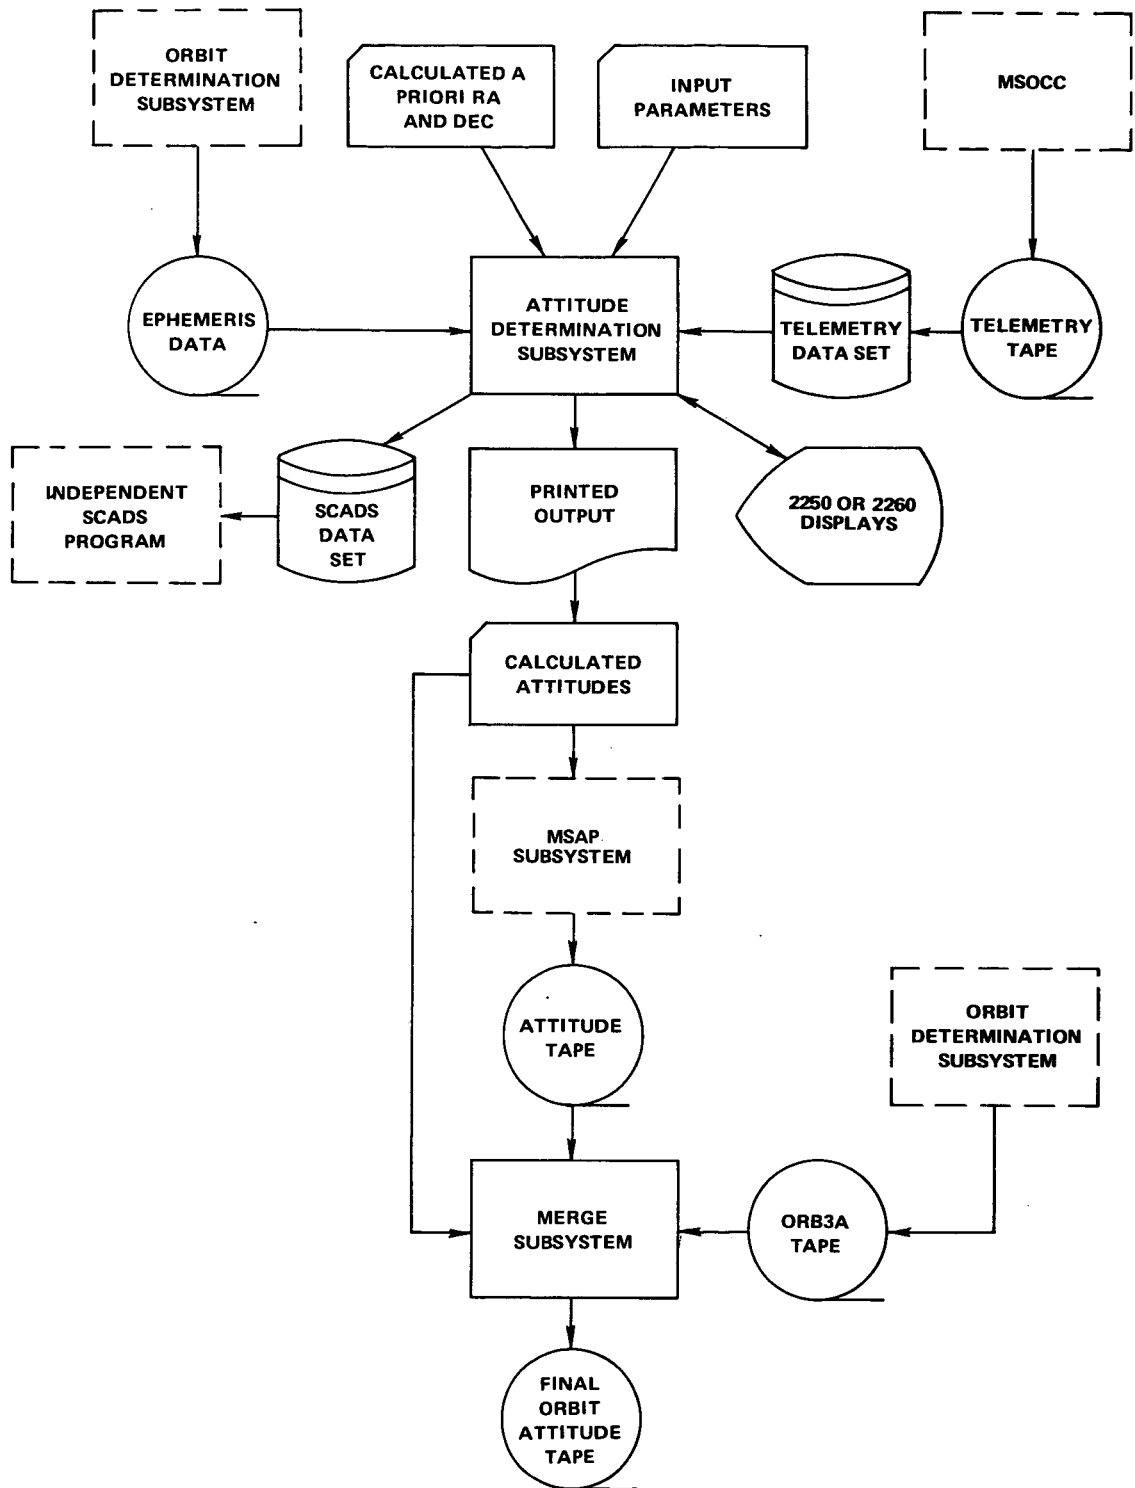 ORBIT
DETERMINATION
SUBSYSTEM
CALCULATED A
PRIORI RA
AND DEC
INPUT
PARAMETERS
MSOCC
EPHEMERIS
DATA
ATTITUDE
DETERMINATION
SUBSYSTEM
TELEMETRY
DATA SET
TELEMETRY
TAPE
INDEPENDENT
SCADS
PROGRAM
SCADS
DATA
SET
PRINTED
OUTPUT
2250 OR 2260
DISPLAYS
CALCULATED
ATTITUDES
MSAP
SUBSYSTEM
ATTITUDE
TAPE
ORBIT
DETERMINATION
SUBSYSTEM
MERGE
SUBSYSTEM
ORB3A
TAPE
FINAL
ORBIT
ATTITUDE
TAPE